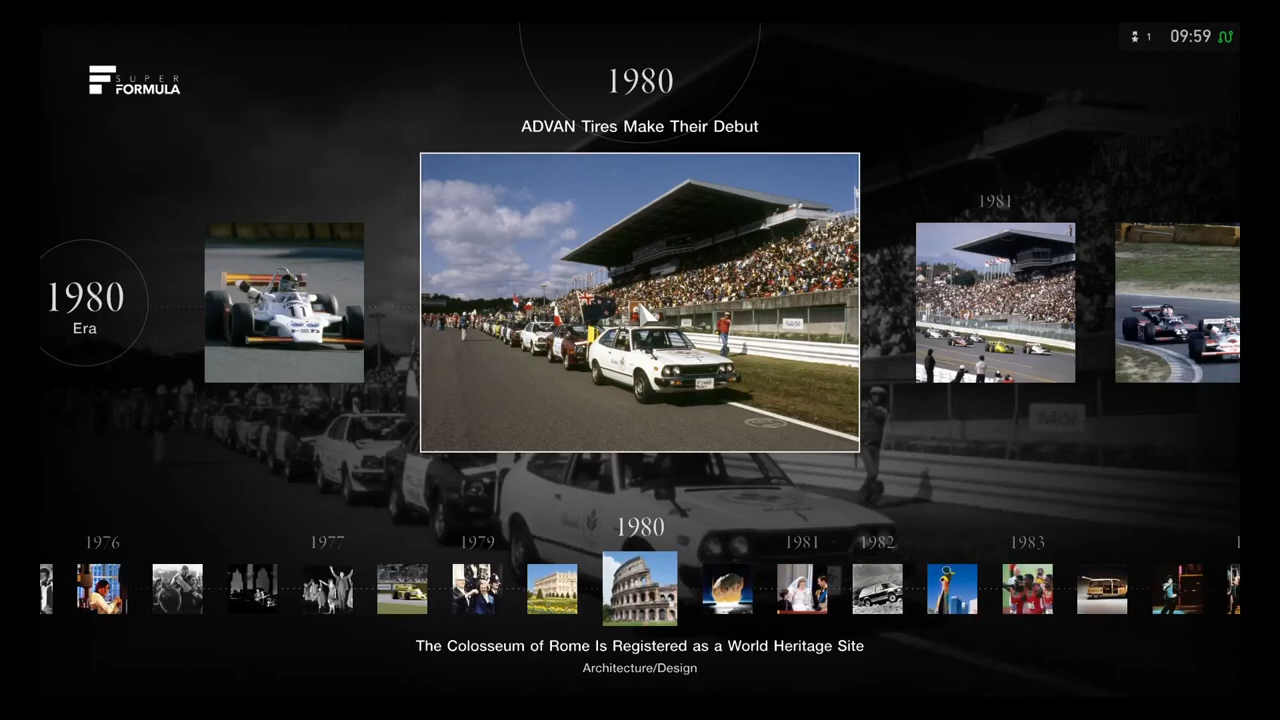 SUPER
FORMULA
1 09:59
1980
ADVAN Tires Make Their Debut
1981
1980
Era
1980
1976
1977
1979
1981
1982
1983
The Colosseum of Rome Is Registered as a World Heritage Site
Architecture/Design